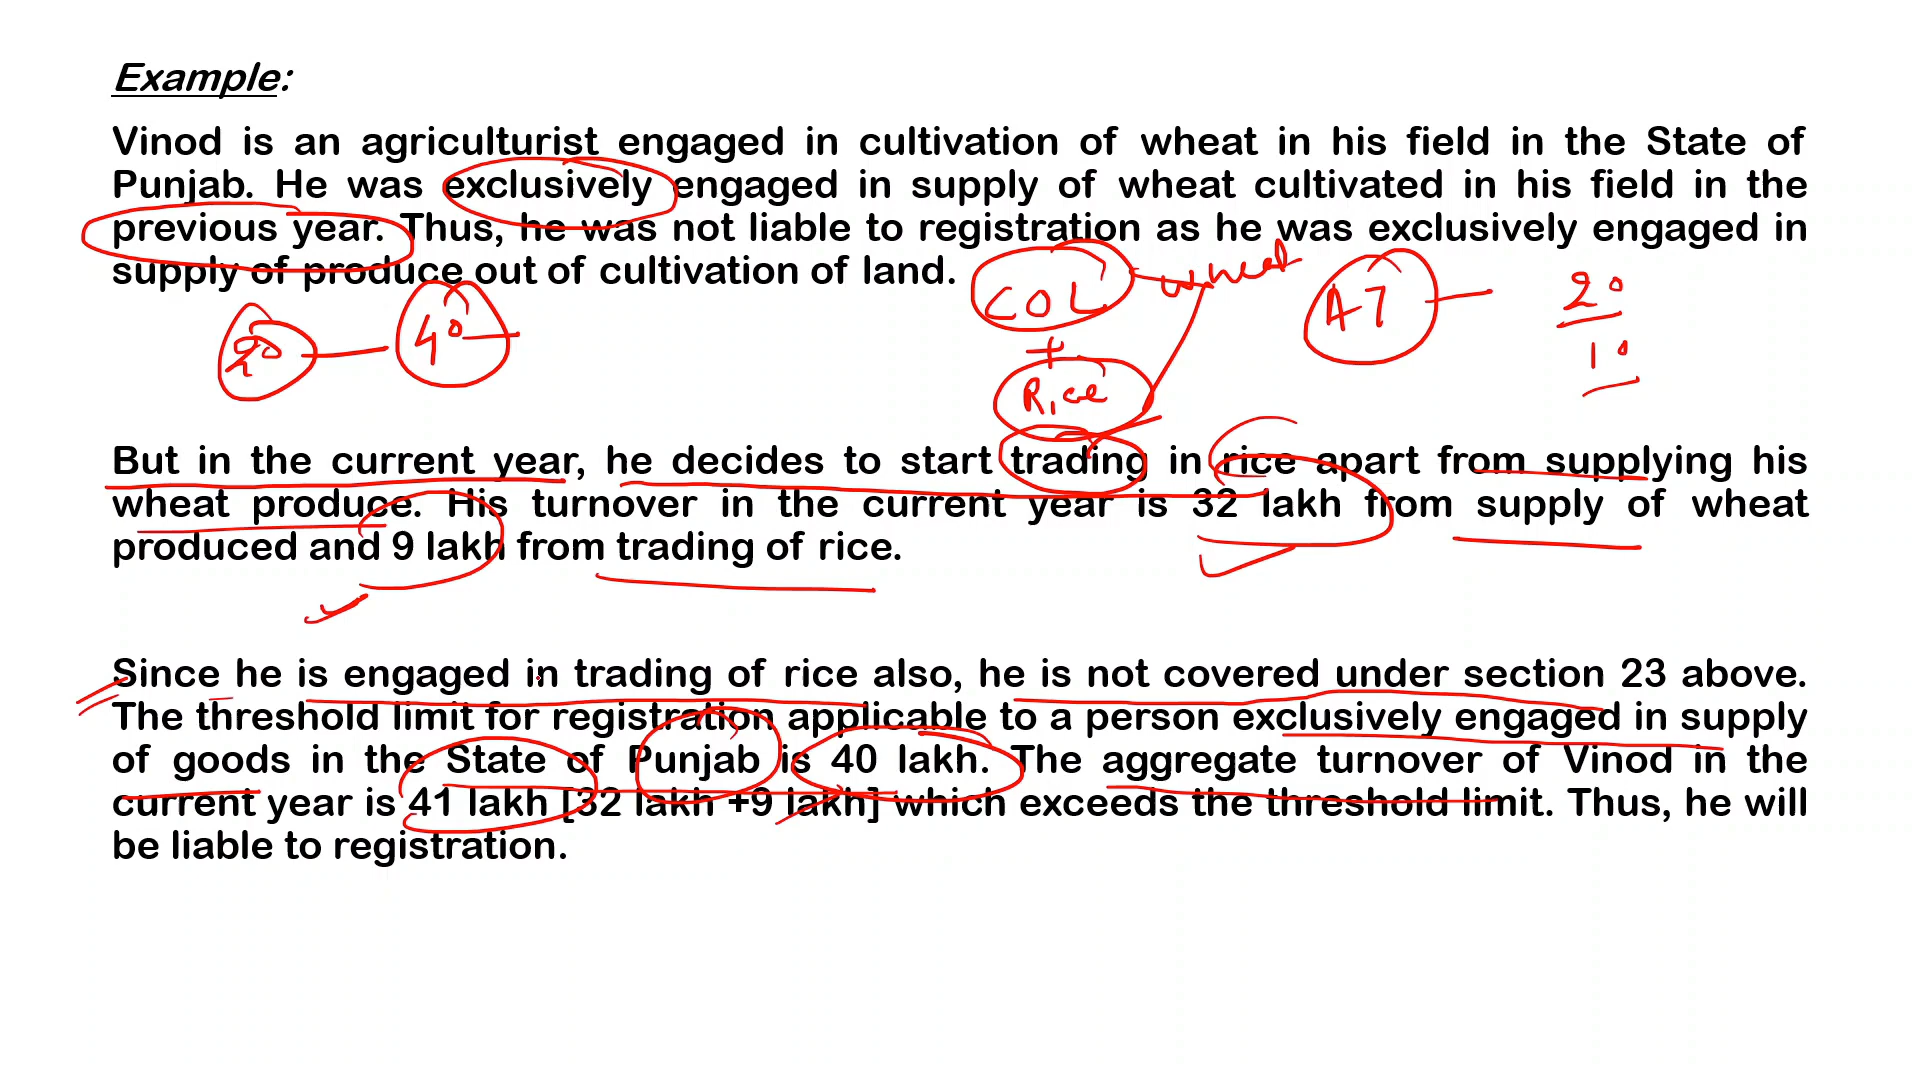 Example:
Vinod is an agriculturist engaged in cultivation of wheat in his field in the State of
Punjab. He was exclusively engaged in supply of wheat cultivated in his field in the
previous year. Thus, he was not liable to registration as he was exclusively engaged in
supply of produce out of cultivation of land.
COL wheat
AT 20
20 40
10
+
Rice
But in the current year, he decides to start trading in rice apart from supplying his
wheat produce. His turnover in the current year is 32 lakh from supply of wheat
produced and 9 lakh from trading of rice.
Since he is engaged in trading of rice also, he is not covered under section 23 above.
The threshold limit for registration applicable to a person exclusively engaged in supply
of goods in the State of Punjab is 40 lakh. The aggregate turnover of Vinod in the
current year is 41 lakh [32 lakh +9 lakh] which exceeds the threshold limit. Thus, he will
be liable to registration.